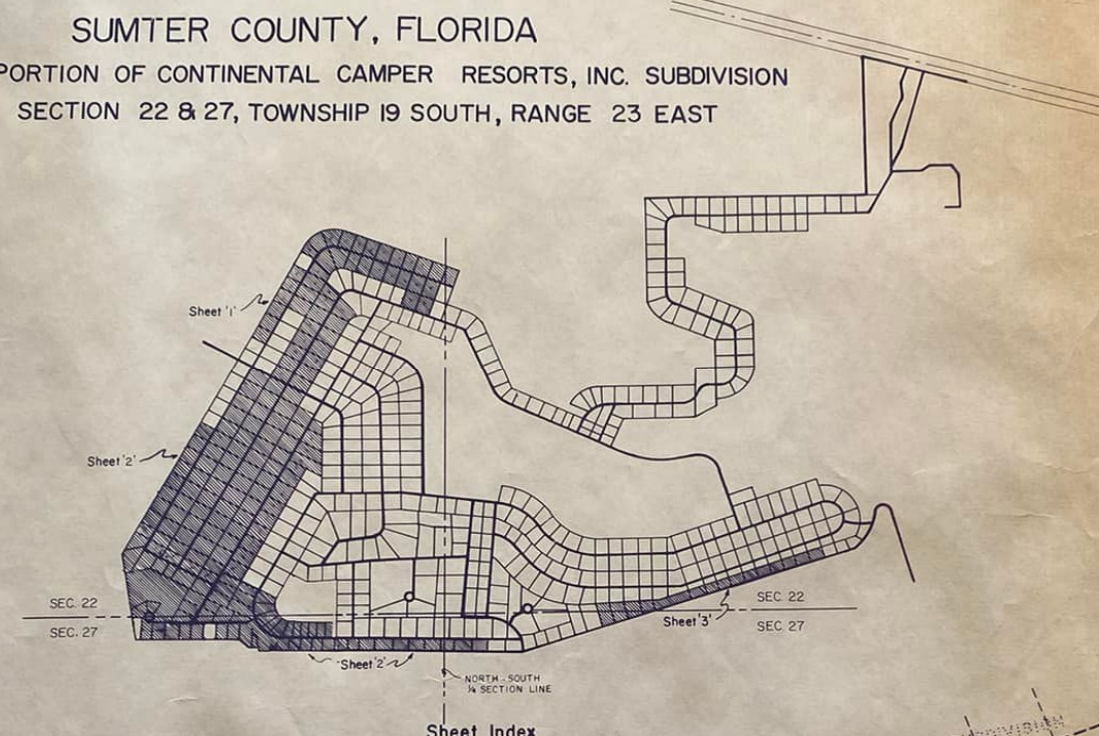 SUMTER COUNTY, FLORIDA
PORTION OF CONTINENTAL CAMPER RESORTS, INC. SUBDIVISION
SECTION 22 & 27, TOWNSHIP 19 SOUTH, RANGE 23 EAST
Sheet '1'
Sheet '2'
SEC. 22
SEC. 27
SEC. 22
SEC. 27
Sheet '3'
Sheet '2'
NORTH - SOUTH
¼ SECTION LINE
Sheet Index